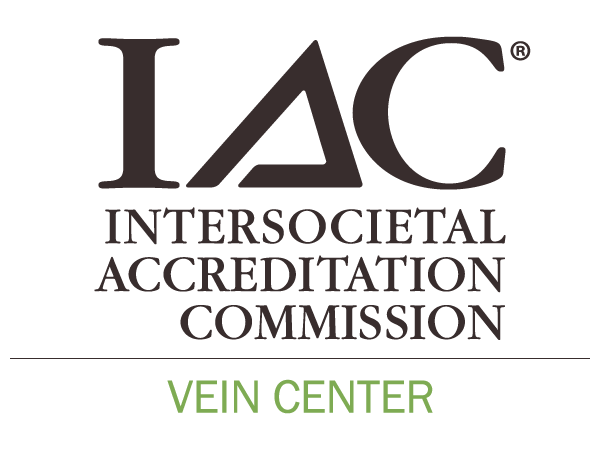 IAC®
INTERSOCIETAL
ACCREDITATION
COMMISSION
VEIN CENTER